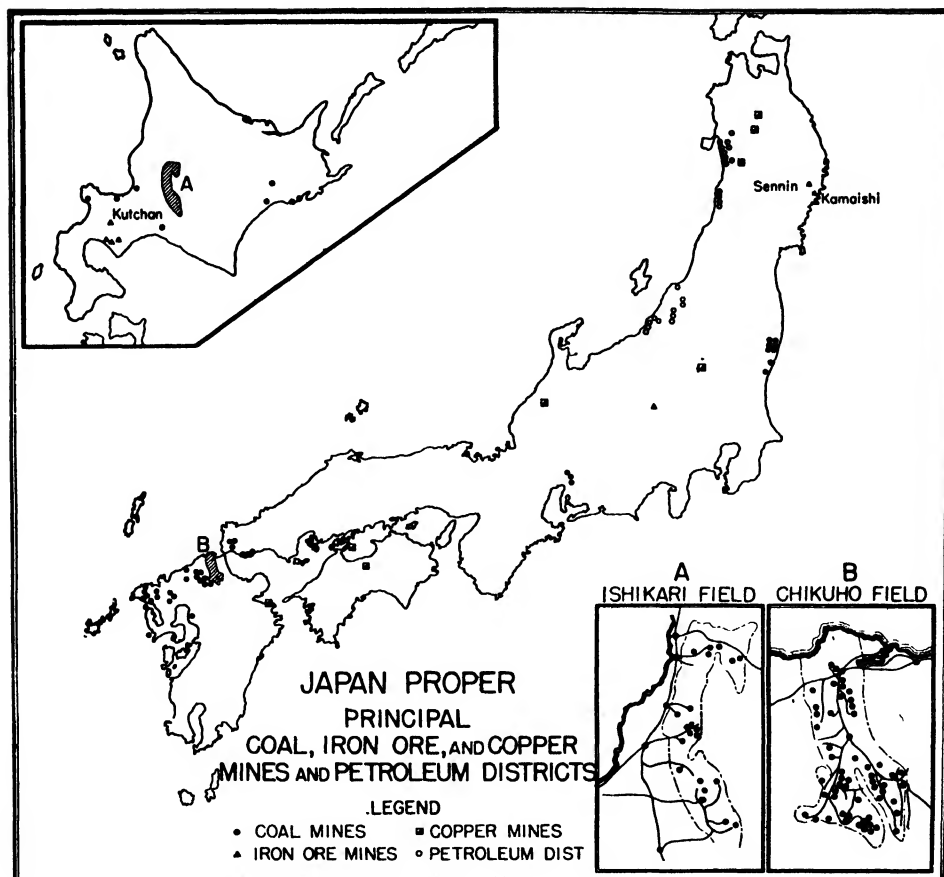 A
Kutchan
Sennin
Kamaishi
B
A
ISHIKARI FIELD
B
CHIKUHO FIELD
JAPAN PROPER
PRINCIPAL
COAL, IRON ORE, AND COPPER
MINES AND PETROLEUM DISTRICTS
.LEGEND
COAL MINES
COPPER MINES
IRON ORE MINES
PETROLEUM DIST